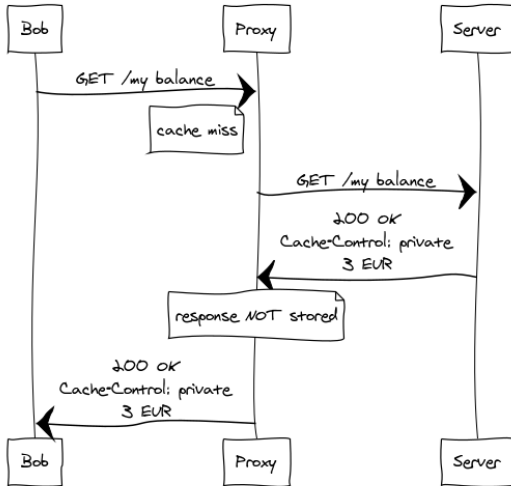 Bob Proxy Server
GET /my balance
cache miss
GET /my balance
200 OK
Cache-Control: private
3 EUR
response NOT stored
200 OK
Cache-Control: private
3 EUR
Bob Proxy Server